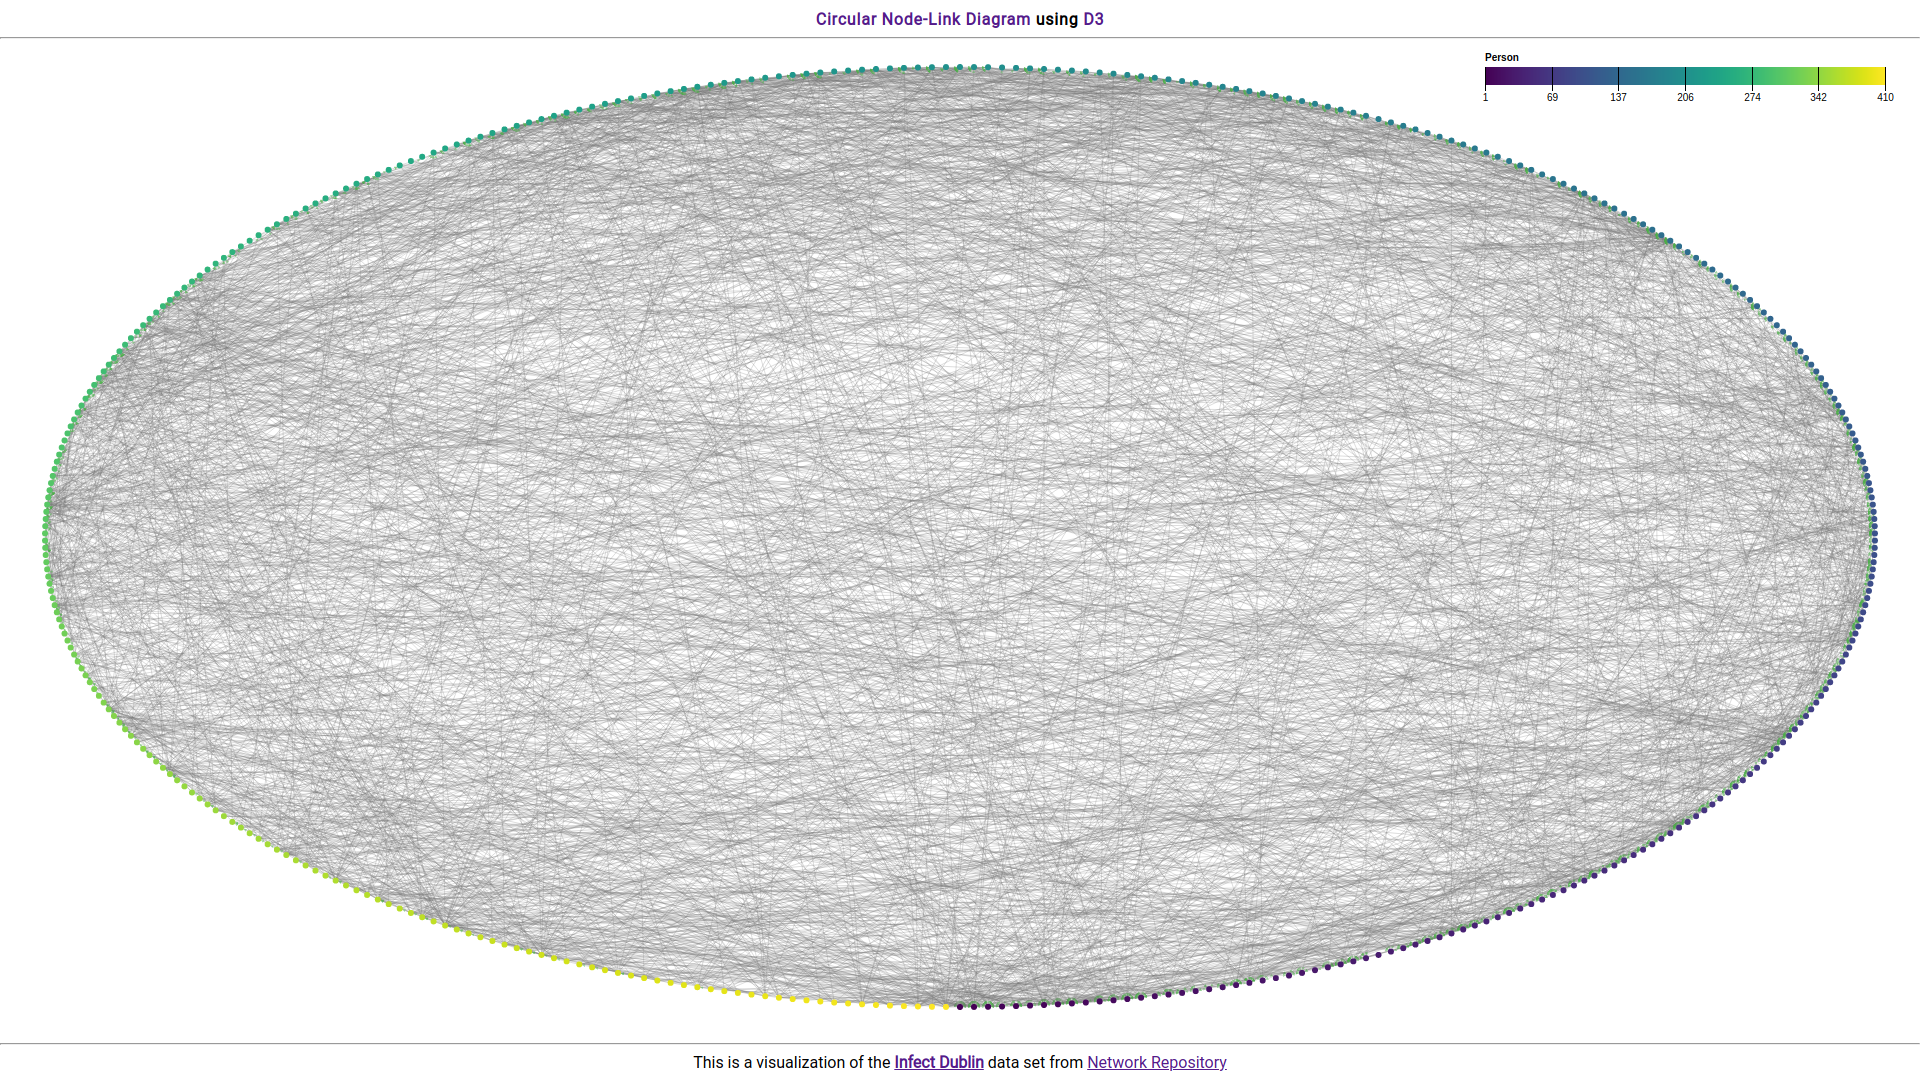 Circular Node-Link Diagram using D3
Person
1 69 137 206 274 342 410
This is a visualization of the Infect Dublin data set from Network Repository